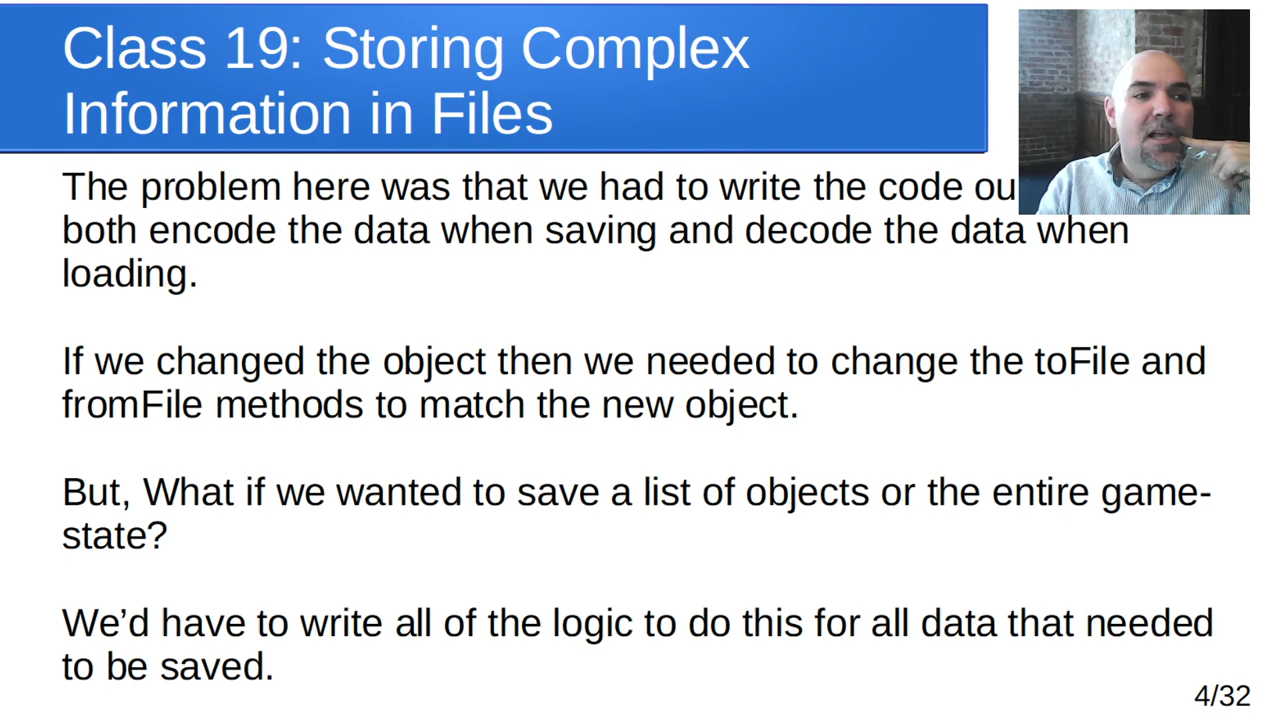 Class 19: Storing Complex
Information in Files
The problem here was that we had to write the code
both encode the data when saving and decode the data when
loading.
If we changed the object then we needed to change the toFile and
fromFile methods to match the new object.
But, What if we wanted to save a list of objects or the entire game-
state?
We’d have to write all of the logic to do this for all data that needed
to be saved.
4/32